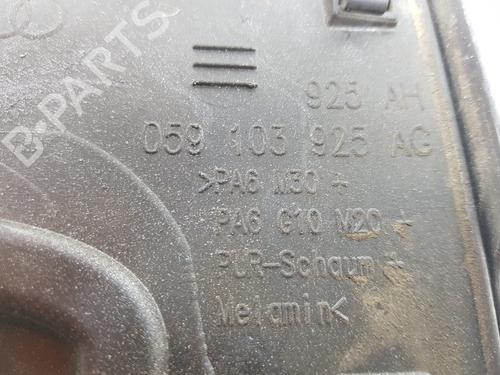 B-PARTS
925 AH
059 103 925 AG
>PA6 M30 +
PA6 G10 M20 +
PUR-Schaum +
Melamin<